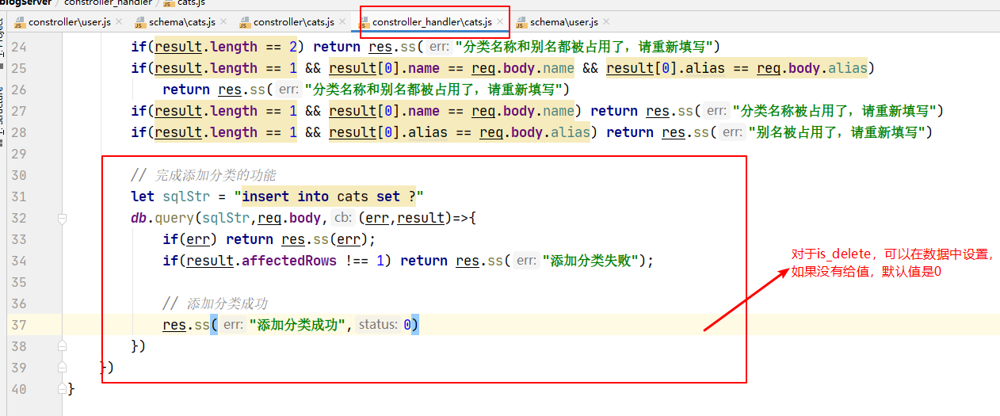 blogServer constroller_handler cats.js
constroller\user.js schema\cats.js constroller\cats.js constroller_handler\cats.js schema\user.js
24 if(result.length == 2) return res.ss( err: "分类名称和别名都被占用了，请重新填写")
25 if(result.length == 1 && result[0].name == req.body.name && result[0].alias == req.body.alias)
26 return res.ss( err: "分类名称和别名都被占用了，请重新填写")
27 if(result.length == 1 && result[0].name == req.body.name) return res.ss( err: "分类名称被占用了，请重新填写")
28 if(result.length == 1 && result[0].alias == req.body.alias) return res.ss( err: "别名被占用了，请重新填写")
29
30 // 完成添加分类的功能
31 let sqlStr = "insert into cats set ?"
32 db.query(sqlStr,req.body, cb: (err,result)=>{
33 if(err) return res.ss(err);
34 if(result.affectedRows !== 1) return res.ss( err: "添加分类失败");
35
36 // 添加分类成功
37 res.ss( err: "添加分类成功", status: 0)
38 })
39 })
40 }
对于is_delete，可以在数据中设置，
如果没有给值，默认值是0